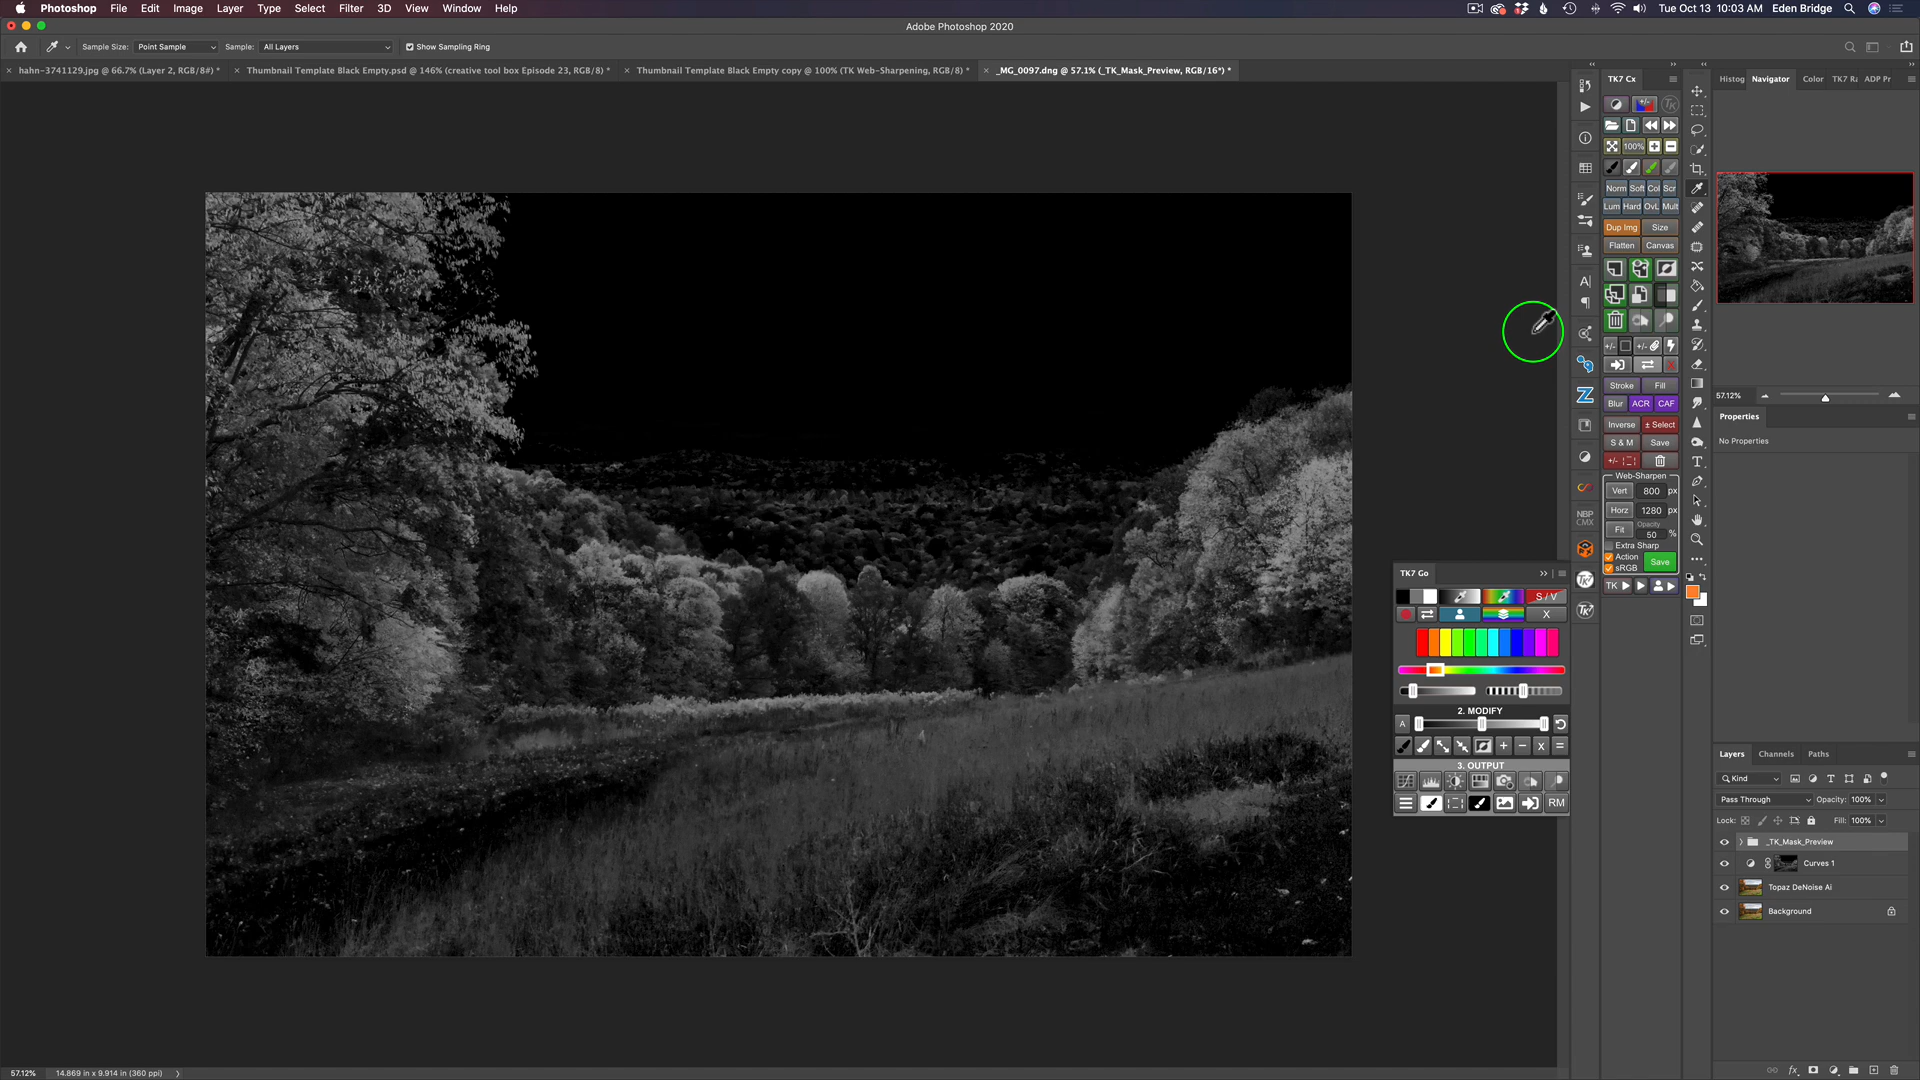 Photoshop File Edit Image Layer Type Select Filter 3D View Window Help
Tue Oct 13 10:03 AM Eden Bridge
Adobe Photoshop 2020
Sample Size: Point Sample Sample: All Layers Show Sampling Ring
hahn-3741129.jpg @ 66.7% (Layer 2, RGB/8#) *
Thumbnail Template Black Empty.psd @ 146% (creative tool box Episode 23, RGB/8) *
Thumbnail Template Black Empty copy @ 100% (TK Web-Sharpening, RGB/8) *
_MG_0097.dng @ 57.1% (_TK_Mask_Preview, RGB/16*) *
TK7 Cx
Histog Navigator Color TK7 Ra ADP Pr
100%
Norm Soft Col Scr
Lum Hard OvL Mult
Dup Img Size
Flatten Canvas
Stroke Fill
Blur ACR CAF
Inverse ± Select
S & M Save
+/-
Web-Sharpen
Vert 800 px
Horz 1280 px
Fit Opacity 50 %
Extra Sharp
Action
sRGB Save
TK
NBP
CMX
57.12%
Properties
No Properties
TK7 Go
S / V
X
2. MODIFY
A
3. OUTPUT
RM
Layers Channels Paths
Kind
Pass Through Opacity: 100%
Lock: Fill: 100%
_TK_Mask_Preview
Curves 1
Topaz DeNoise Ai
Background
57.12% 14.869 in x 9.914 in (360 ppi)